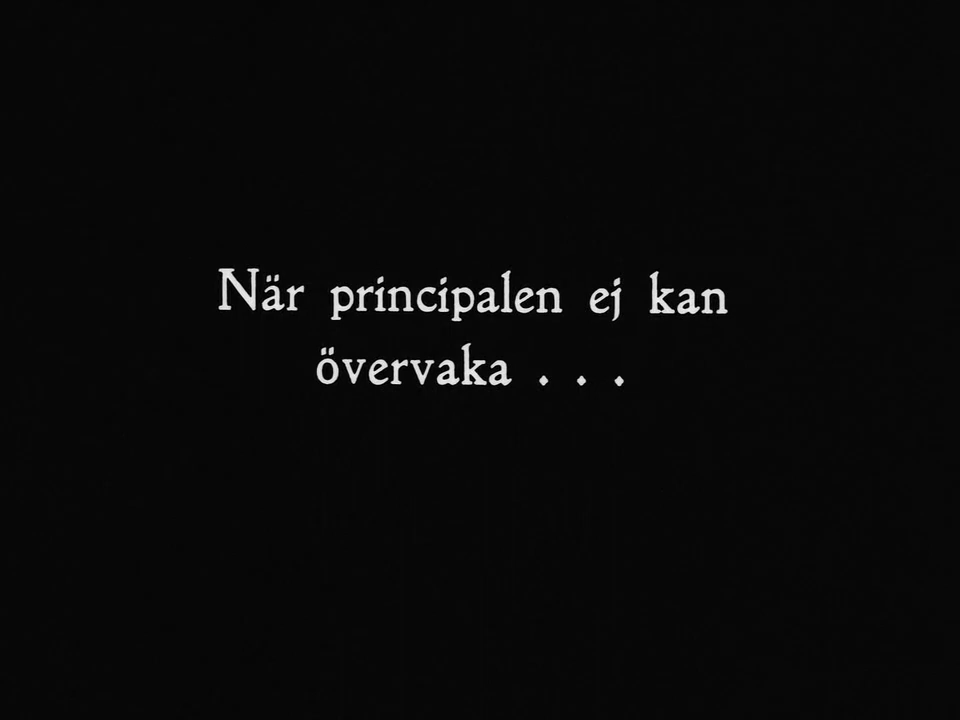 När principalen ej kan
övervaka . . .